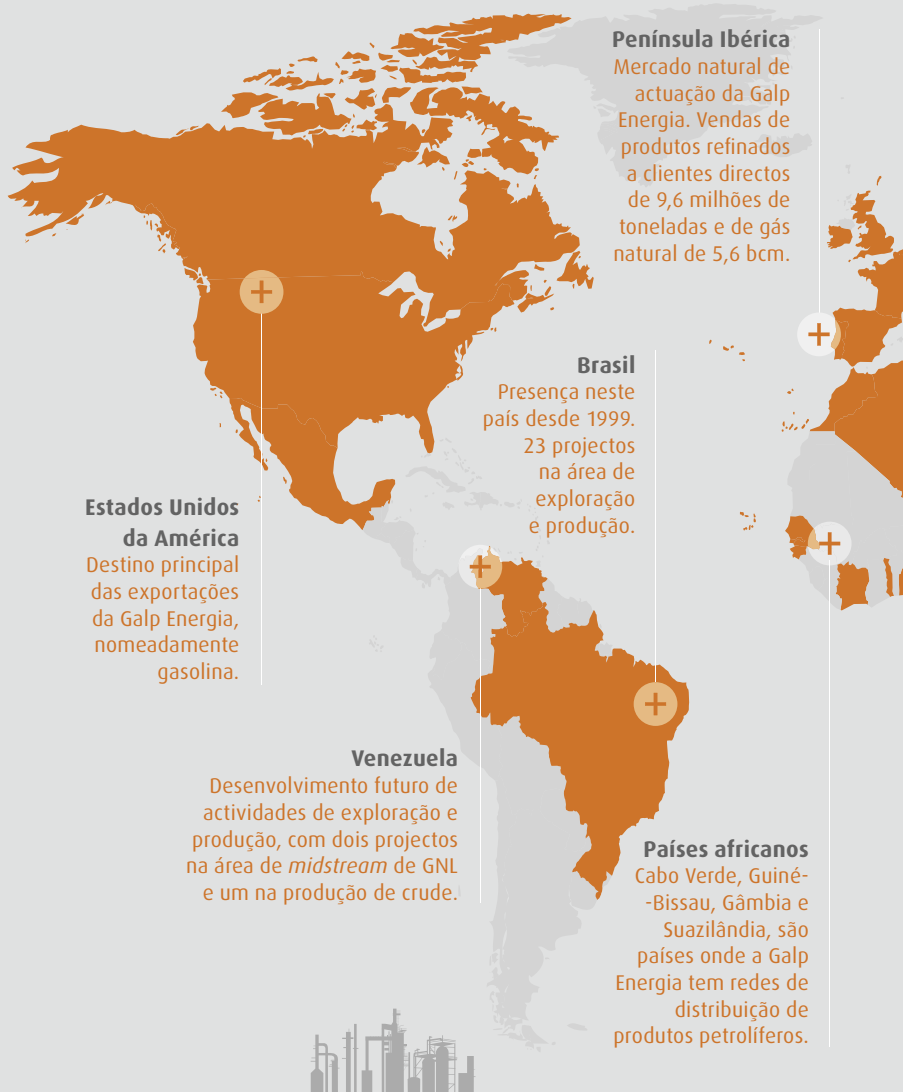 Península Ibérica
Mercado natural de
actuação da Galp
Energia. Vendas de
produtos refinados
a clientes directos
de 9,6 milhões de
toneladas e de gás
natural de 5,6 bcm.
Brasil
Presença neste
país desde 1999.
23 projectos
na área de
exploração
e produção.
Estados Unidos
da América
Destino principal
das exportações
da Galp Energia,
nomeadamente
gasolina.
Venezuela
Desenvolvimento futuro de
actividades de exploração e
produção, com dois projectos
na área de midstream de GNL
e um na produção de crude.
Países africanos
Cabo Verde, Guiné-
-Bissau, Gâmbia e
Suazilândia, são
países onde a Galp
Energia tem redes de
distribuição de
produtos petrolíferos.